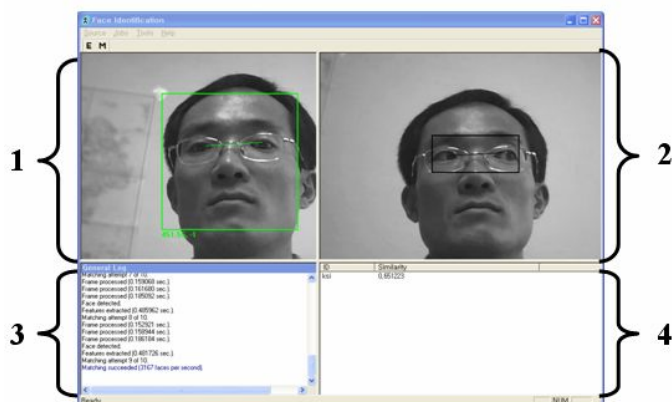 Face Identification
Source Jobs Tools Help
E M
1
2
General Log
Matching attempt 7 of 10.
Frame processed (0.159068 sec.).
Frame processed (0.161680 sec.).
Frame processed (0.185092 sec.).
Face detected.
Features extracted (0.485962 sec.).
Matching attempt 8 of 10.
Frame processed (0.152921 sec.).
Frame processed (0.158944 sec.).
Frame processed (0.186184 sec.).
Face detected.
Features extracted (0.481726 sec.).
Matching attempt 9 of 10.
Matching succeeded (3167 faces per second).
ID Similarity
0.951223
3
4
Ready
NUM